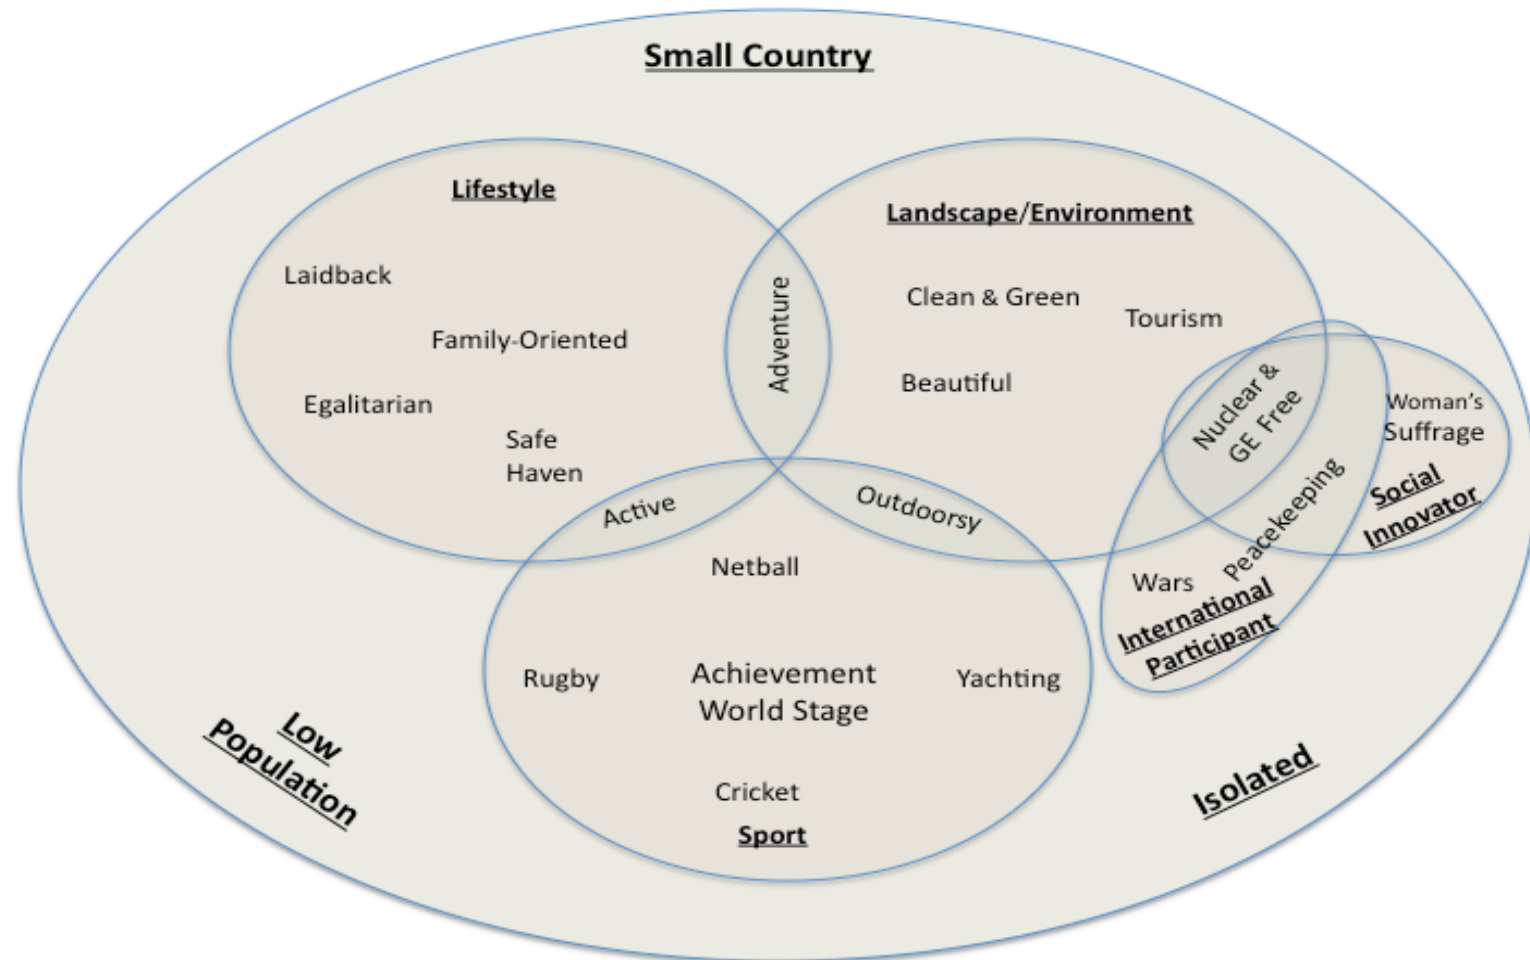 Small Country
Lifestyle
Laidback
Family-Oriented
Egalitarian
Safe
Haven
Adventure
Landscape/Environment
Clean & Green
Tourism
Beautiful
Nuclear &
GE Free
Woman's
Suffrage
Social
Innovator
Peacekeeping
Wars
International
Participant
Active
Outdoorsy
Netball
Rugby
Achievement
World Stage
Yachting
Cricket
Sport
Low
Population
Isolated